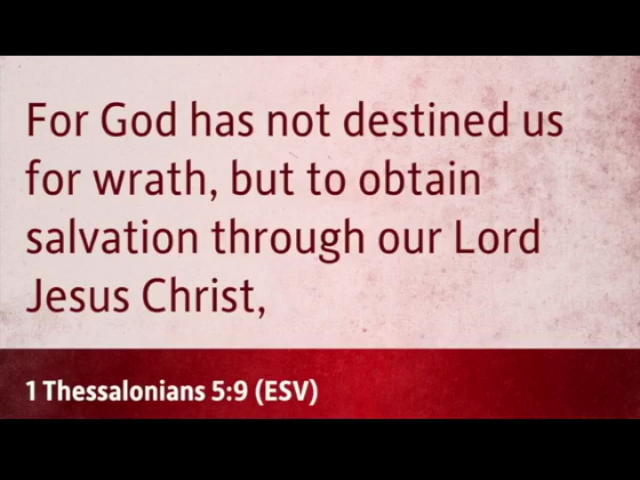 For God has not destined us
for wrath, but to obtain
salvation through our Lord
Jesus Christ,
1 Thessalonians 5:9 (ESV)